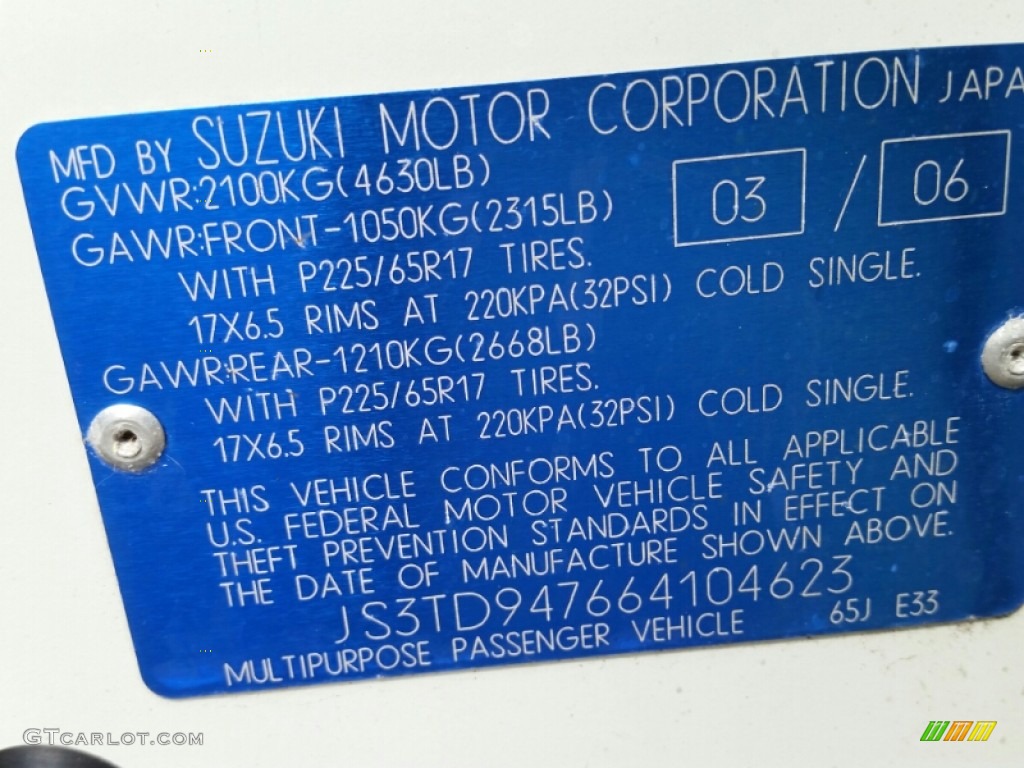 MFD BY SUZUKI MOTOR CORPORATION JAPA
GVWR:2100KG(4630LB)
03 / 06
GAWR:FRONT-1050KG(2315LB)
WITH P225/65R17 TIRES.
17X6.5 RIMS AT 220KPA(32PSI) COLD SINGLE.
GAWR:REAR-1210KG(2668LB)
WITH P225/65R17 TIRES.
17X6.5 RIMS AT 220KPA(32PSI) COLD SINGLE.
THIS VEHICLE CONFORMS TO ALL APPLICABLE
U.S. FEDERAL MOTOR VEHICLE SAFETY AND
THEFT PREVENTION STANDARDS IN EFFECT ON
THE DATE OF MANUFACTURE SHOWN ABOVE.
JS3TD947664104623
65J E33
MULTIPURPOSE PASSENGER VEHICLE
GTCARLOT.COM